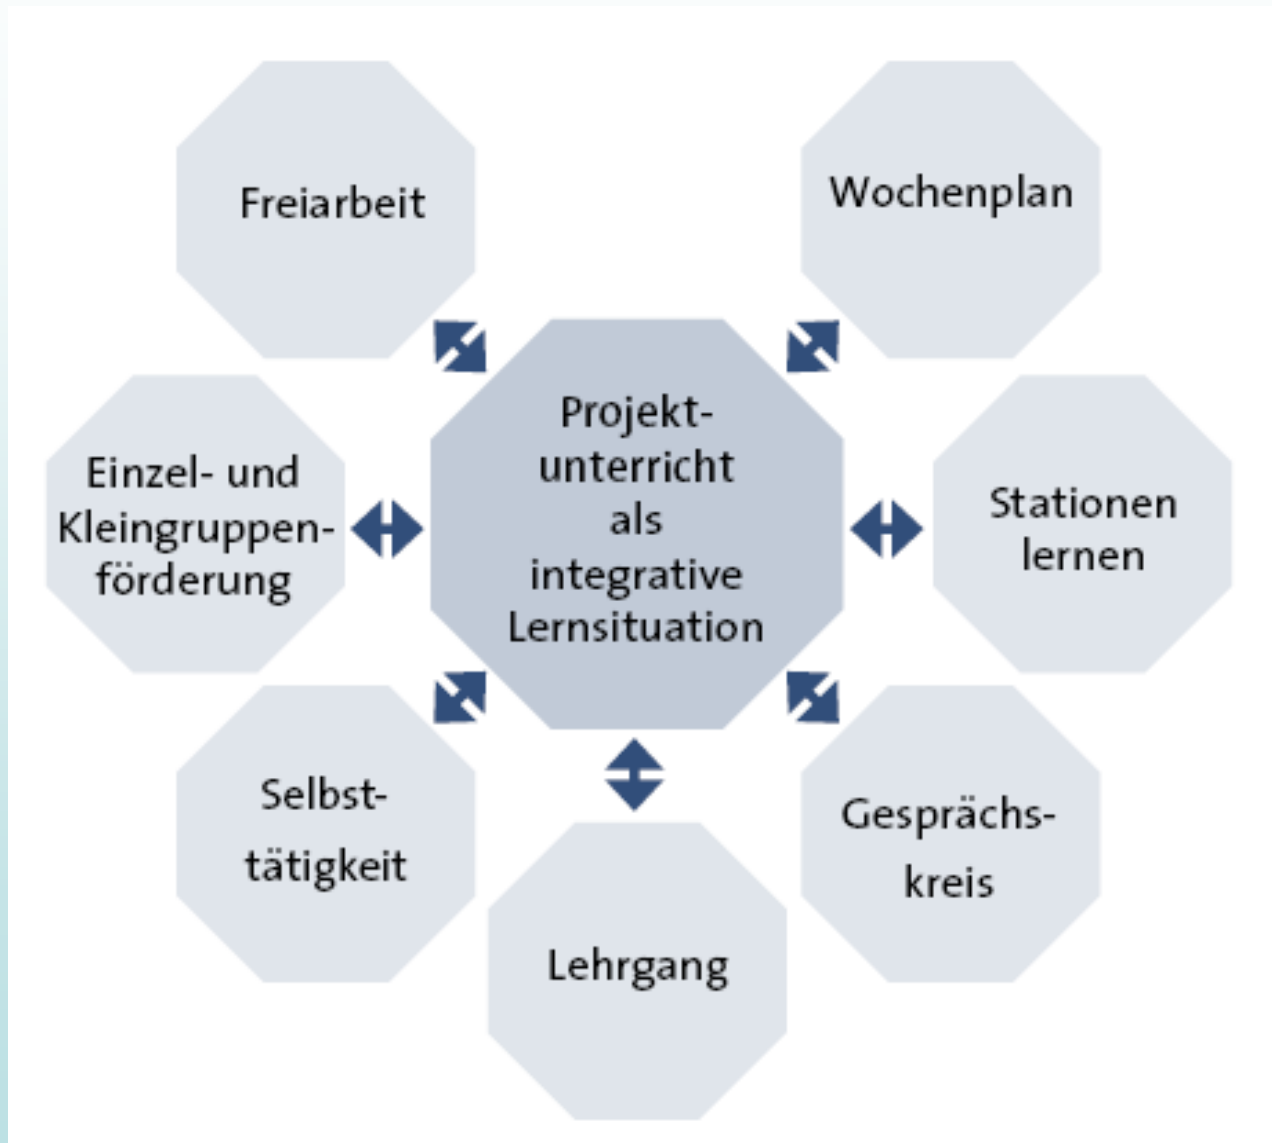 Freiarbeit
Wochenplan
Projekt-
unterricht
als
integrative
Lernsituation
Einzel- und
Kleingruppen-
förderung
Stationen
lernen
Selbst-
tätigkeit
Gesprächs-
kreis
Lehrgang